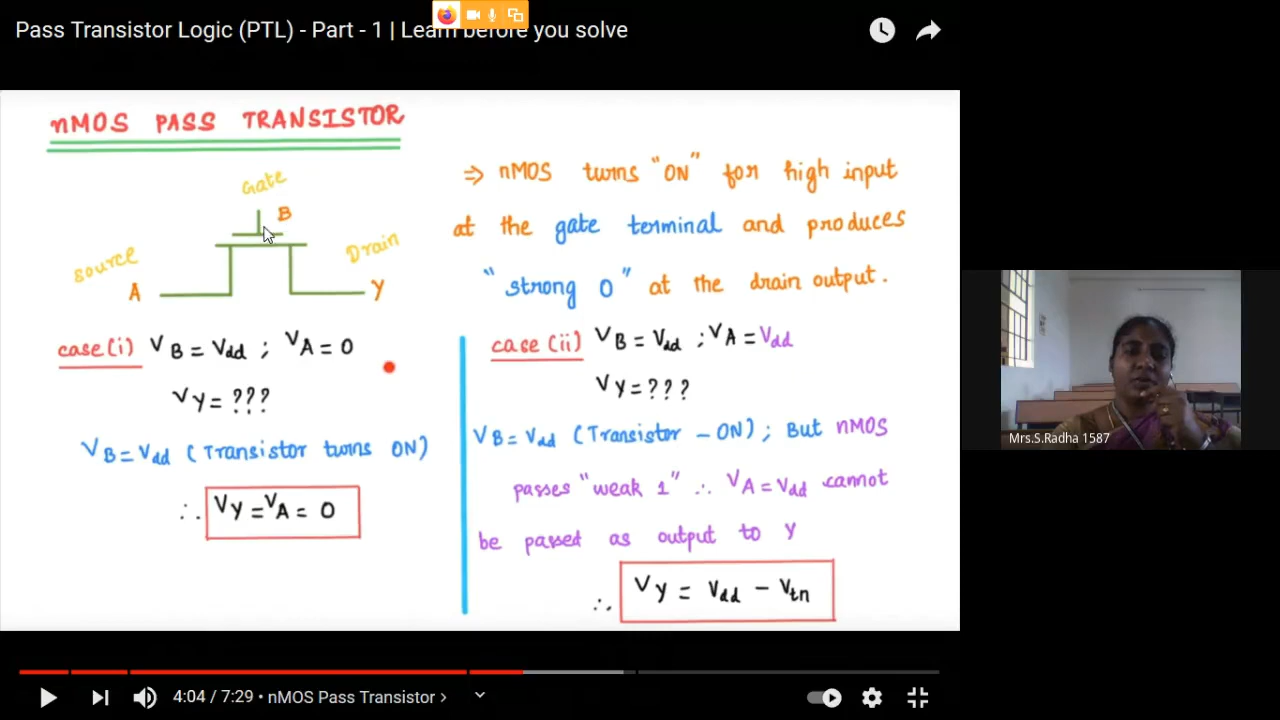 Pass Transistor Logic (PTL) - Part - 1 | Learn before you solve
nMOS PASS TRANSISTOR
Gate
B
Source
Drain
A
Y
⇒ nMOS turns "ON" for high input
at the gate terminal and produces
"strong 0" at the drain output.
case(i) VB = Vdd ; VA = 0
VY = ???
VB = Vdd (Transistor turns ON)
∴ VY = VA = 0
case (ii) VB = Vdd ; VA = Vdd
VY = ???
VB = Vdd (Transistor - ON); But nMOS
passes "weak 1" ∴ VA = Vdd cannot
be passed as output to Y
∴ VY = Vdd - Vtn
Mrs.S.Radha 1587
4:04 / 7:29 • nMOS Pass Transistor >